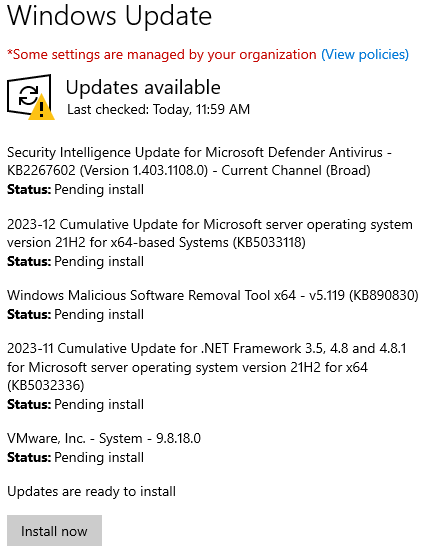 Windows Update
*Some settings are managed by your organization (View policies)
Updates available
Last checked: Today, 11:59 AM
Security Intelligence Update for Microsoft Defender Antivirus -
KB2267602 (Version 1.403.1108.0) - Current Channel (Broad)
Status: Pending install
2023-12 Cumulative Update for Microsoft server operating system
version 21H2 for x64-based Systems (KB5033118)
Status: Pending install
Windows Malicious Software Removal Tool x64 - v5.119 (KB890830)
Status: Pending install
2023-11 Cumulative Update for .NET Framework 3.5, 4.8 and 4.8.1
for Microsoft server operating system version 21H2 for x64
(KB5032336)
Status: Pending install
VMware, Inc. - System - 9.8.18.0
Status: Pending install
Updates are ready to install
Install now